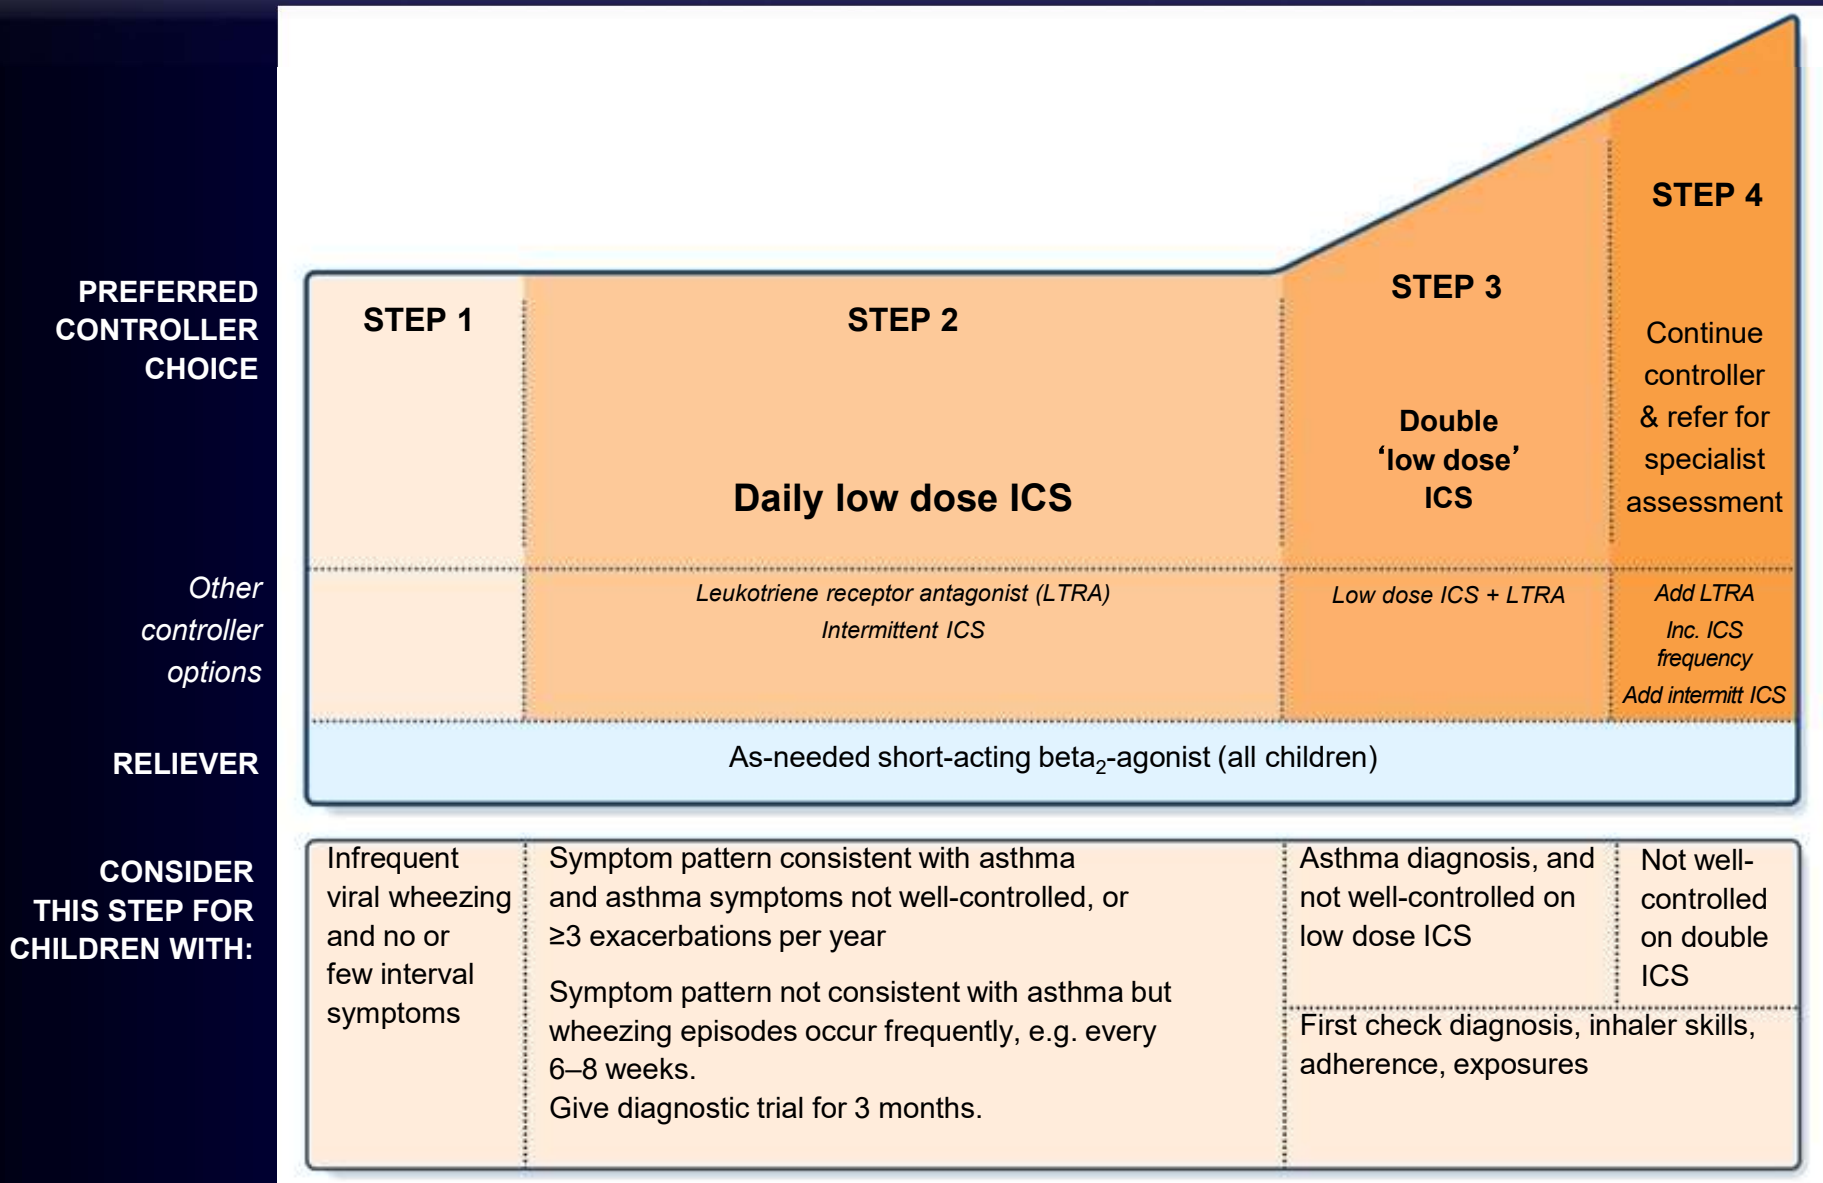 PREFERRED
CONTROLLER
CHOICE
STEP 1
STEP 2
Daily low dose ICS
STEP 3
Double
‘low dose’
ICS
STEP 4
Continue
controller
& refer for
specialist
assessment
Other
controller
options
Leukotriene receptor antagonist (LTRA)
Intermittent ICS
Low dose ICS + LTRA
Add LTRA
Inc. ICS
frequency
Add intermitt ICS
RELIEVER
As-needed short-acting beta₂-agonist (all children)
CONSIDER
THIS STEP FOR
CHILDREN WITH:
Infrequent
viral wheezing
and no or
few interval
symptoms
Symptom pattern consistent with asthma
and asthma symptoms not well-controlled, or
≥3 exacerbations per year
Symptom pattern not consistent with asthma but
wheezing episodes occur frequently, e.g. every
6–8 weeks.
Give diagnostic trial for 3 months.
Asthma diagnosis, and
not well-controlled on
low dose ICS
Not well-
controlled
on double
ICS
First check diagnosis, inhaler skills,
adherence, exposures